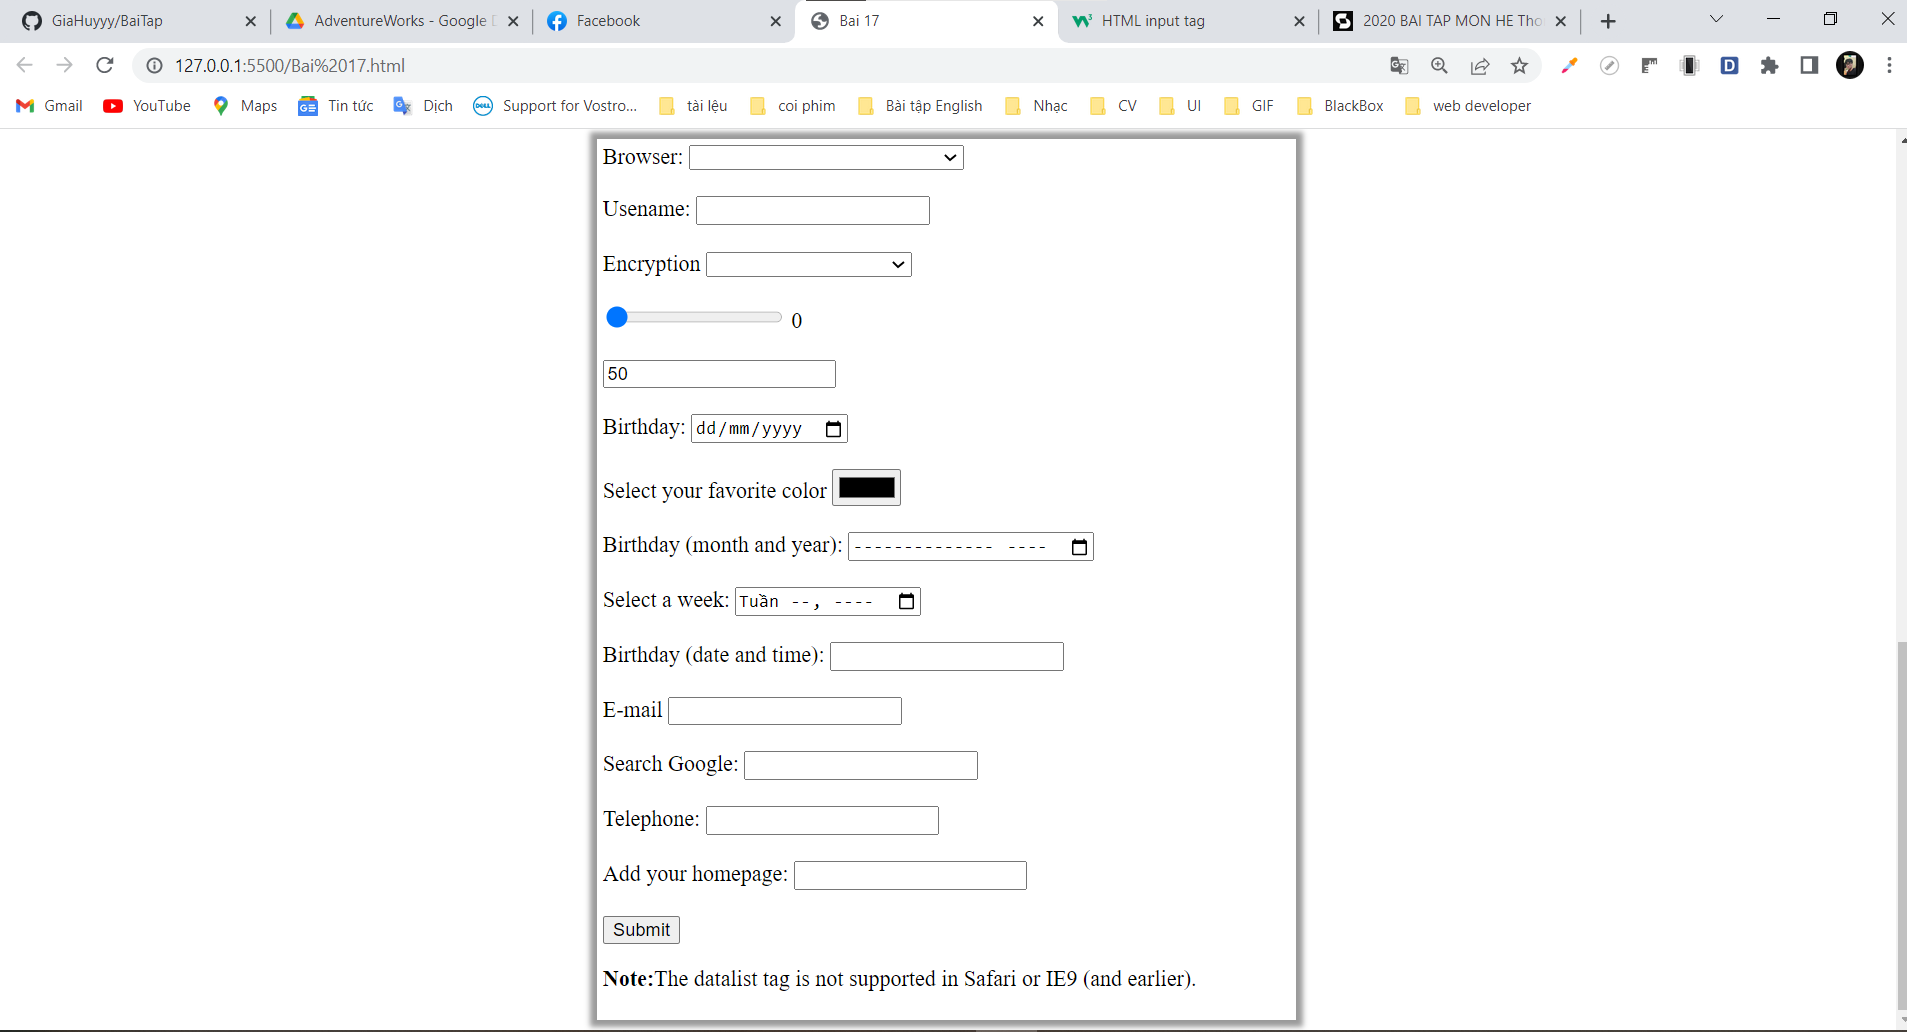 GiaHuyyy/BaiTap
AdventureWorks - Google
Facebook
Bai 17
HTML input tag
2020 BAI TAP MON HE Tho
127.0.0.1:5500/Bai%2017.html
Gmail
YouTube
Maps
Tin tức
Dịch
Support for Vostro...
tài lệu
coi phim
Bài tập English
Nhạc
CV
UI
GIF
BlackBox
web developer
Browser:
Usename:
Encryption
0
50
Birthday: dd/mm/yyyy
Select your favorite color
Birthday (month and year): -------------- ----
Select a week: Tuần --, ----
Birthday (date and time):
E-mail
Search Google:
Telephone:
Add your homepage:
Submit
Note:The datalist tag is not supported in Safari or IE9 (and earlier).